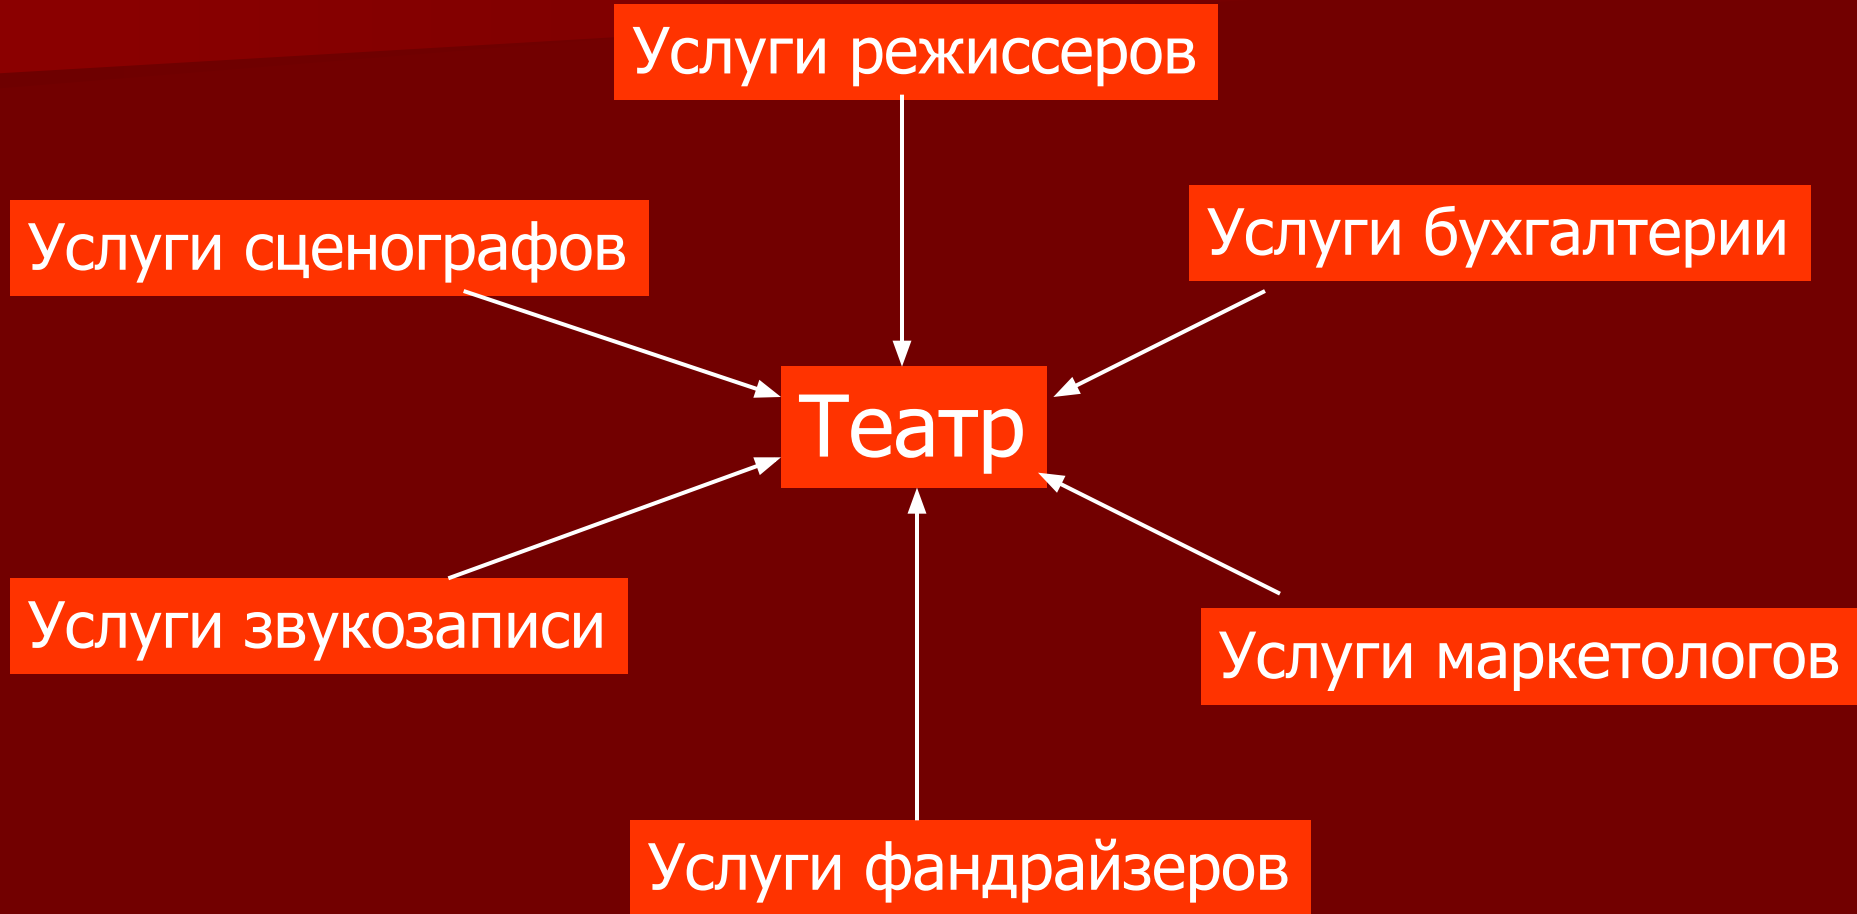 Услуги режиссеров
Услуги сценографов
Услуги бухгалтерии
Театр
Услуги звукозаписи
Услуги маркетологов
Услуги фандрайзеров